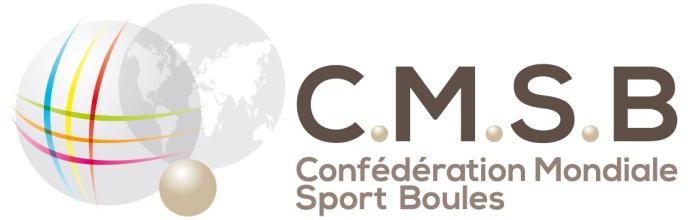 C.M.S.B
Confédération Mondiale
Sport Boules